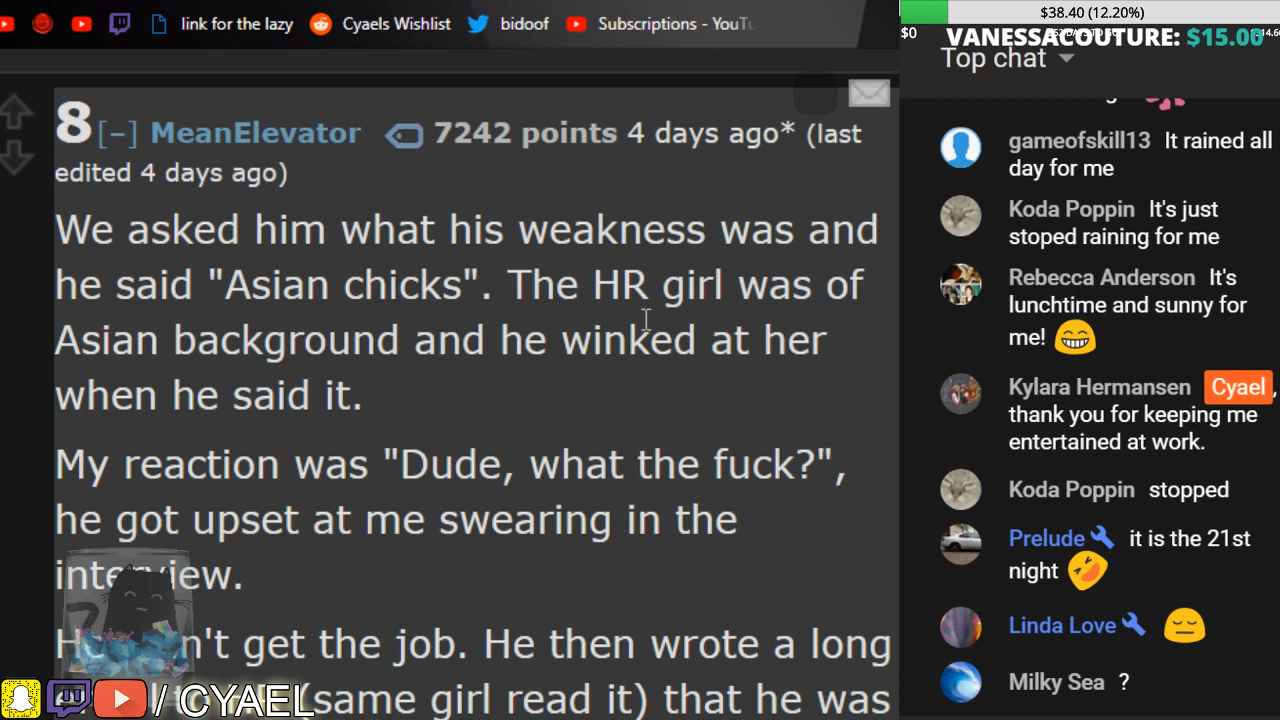 link for the lazy Cyaels Wishlist bidoof Subscriptions - YouTu
$38.40 (12.20%)
$0
VANESSACOUTURE: $15.00
Top chat
8 [-] MeanElevator 7242 points 4 days ago* (last
edited 4 days ago)
We asked him what his weakness was and
he said "Asian chicks". The HR girl was of
Asian background and he winked at her
when he said it.
My reaction was "Dude, what the fuck?",
he got upset at me swearing in the
interview.
get the job. He then wrote a long
(same girl read it) that he was
/ CYAEL
gameofskill13 It rained all
day for me
Koda Poppin It's just
stoped raining for me
Rebecca Anderson It's
lunchtime and sunny for
me!
Kylara Hermansen Cyael,
thank you for keeping me
entertained at work.
Koda Poppin stopped
Prelude it is the 21st
night
Linda Love
Milky Sea ?